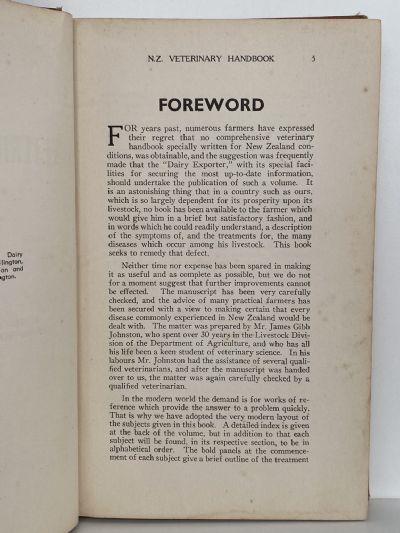 Dairy
llington,
on and
gton.
N.Z. VETERINARY HANDBOOK 5
FOREWORD
FOR years past, numerous farmers have expressed
their regret that no comprehensive veterinary
handbook specially written for New Zealand con-
ditions, was obtainable, and the suggestion was frequently
made that the "Dairy Exporter," with its special faci-
lities for securing the most up-to-date information,
should undertake the publication of such a volume. It
is an astonishing thing that in a country such as ours,
which is so largely dependent for its prosperity upon its
livestock, no book has been available to the farmer which
would give him in a brief but satisfactory fashion, and
in words which he could readily understand, a description
of the symptoms of, and the treatments for, the many
diseases which occur among his livestock. This book
seeks to remedy that defect.
Neither time nor expense has been spared in making
it as useful and as complete as possible, but we do not
for a moment suggest that further improvements cannot
be effected. The manuscript has been very carefully
checked, and the advice of many practical farmers has
been secured with a view to making certain that every
disease commonly experienced in New Zealand would be
dealt with. The matter was prepared by Mr. James Gibb
Johnston, who spent over 30 years in the Livestock Divi-
sion of the Department of Agriculture, and who has all
his life been a keen student of veterinary science. In his
labours Mr. Johnston had the assistance of several quali-
fied veterinarians, and after the manuscript was handed
over to us, the matter was again carefully checked by a
qualified veterinarian.
In the modern world the demand is for works of re-
ference which provide the answer to a problem quickly.
That is why we have adopted the very modern layout of
the subjects given in this book. A detailed index is given
at the back of the volume, but in addition to that each
subject will be found, in its respective section, to be in
alphabetical order. The bold panels at the commence-
ment of each subject give a brief outline of the treatment